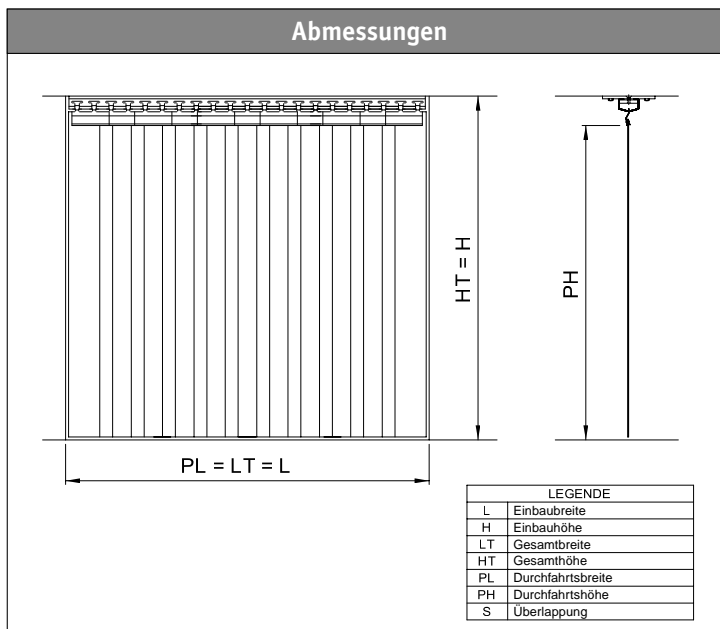 Abmessungen
HT = H
PH
PL = LT = L
LEGENDE
L Einbaubreite
H Einbauhöhe
LT Gesamtbreite
HT Gesamthöhe
PL Durchfahrtsbreite
PH Durchfahrtshöhe
S Überlappung